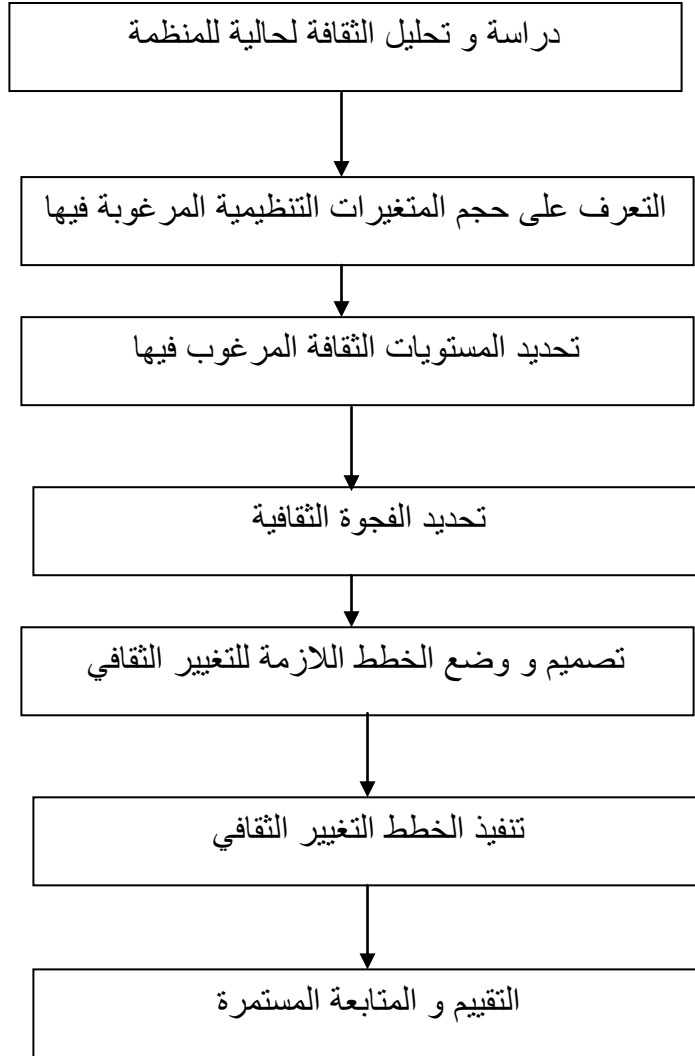 دراسة و تحليل الثقافة لحالية للمنظمة
التعرف على حجم المتغيرات التنظيمية المرغوبة فيها
تحديد المستويات الثقافة المرغوب فيها
تحديد الفجوة الثقافية
تصميم و وضع الخطط اللازمة للتغيير الثقافي
تنفيذ الخطط التغيير الثقافي
التقييم و المتابعة المستمرة